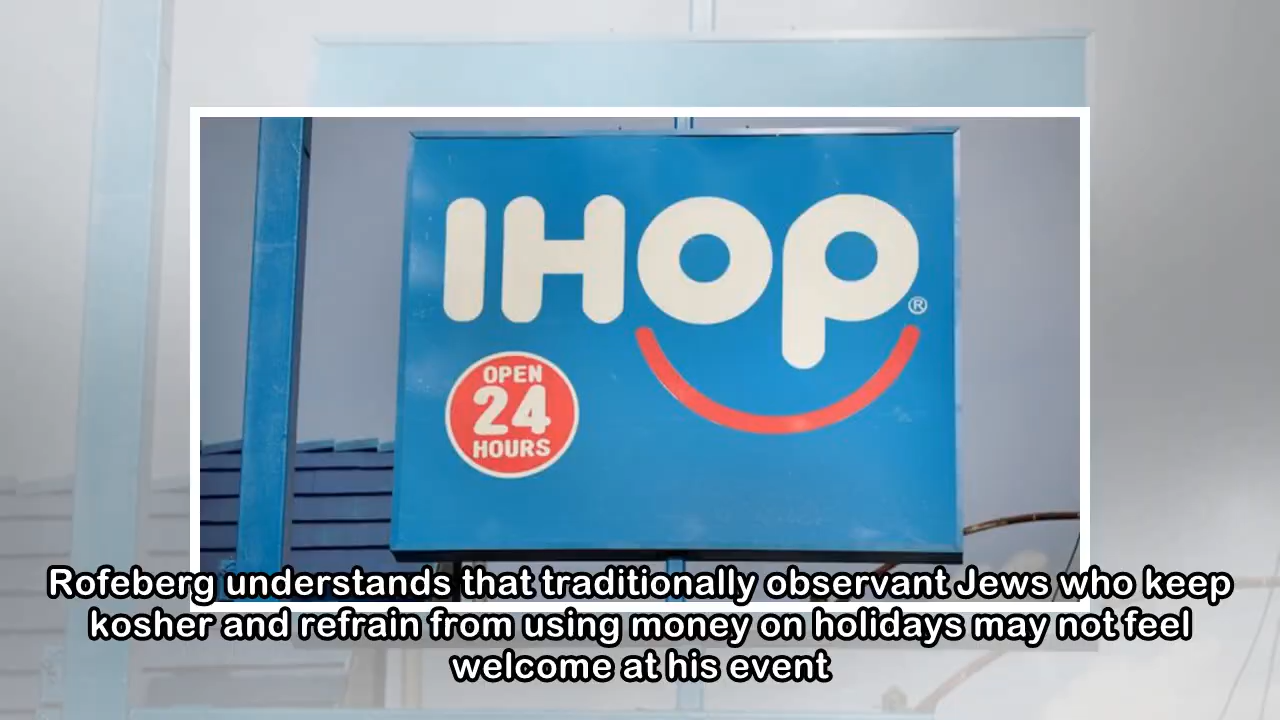 IHOP®
OPEN
24
HOURS
Rofeberg understands that traditionally observant Jews who keep
kosher and refrain from using money on holidays may not feel
welcome at his event